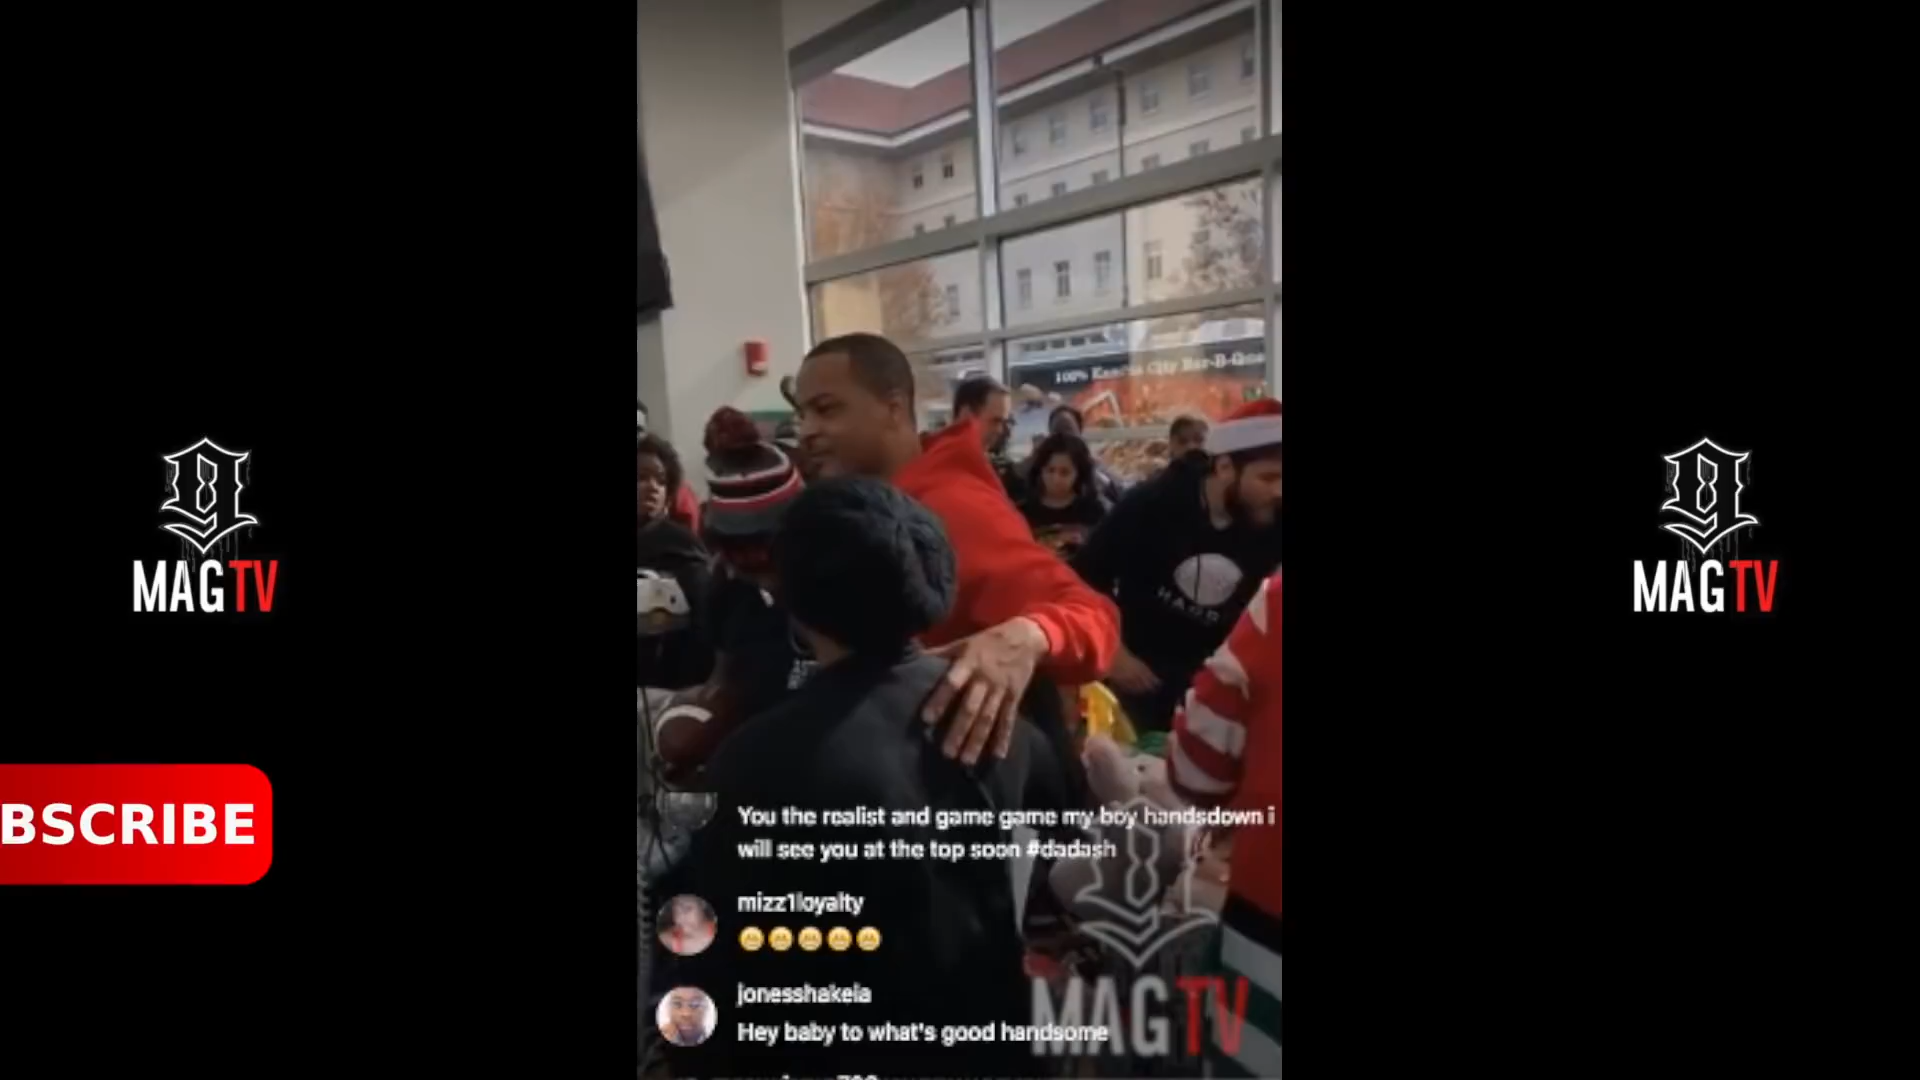 100% Kansas City Bar-B-Que
MAGTV
MAGTV
BSCRIBE
You the realist and game game my boy handsdown i
will see you at the top soon #dadash
mizz1loyalty
jonesshakeia
Hey baby to what's good handsome
MAGTV